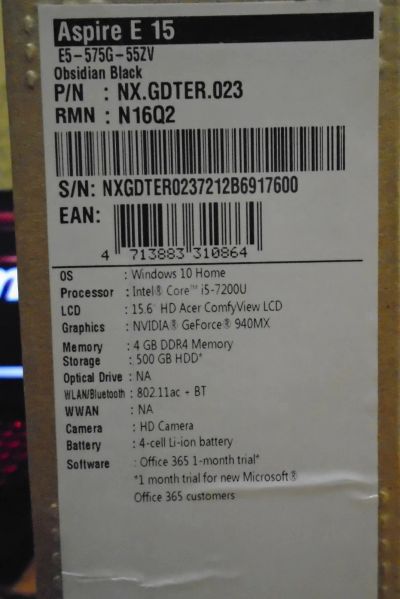 Aspire E 15
E5-575G-55ZV
Obsidian Black
P/N : NX.GDTER.023
RMN : N16Q2
S/N: NXGDTER0237212B6917600
EAN:
4 713883 310864
OS : Windows 10 Home
Processor : Intel® Core™ i5-7200U
LCD : 15.6" HD Acer ComfyView LCD
Graphics : NVIDIA® GeForce® 940MX
Memory : 4 GB DDR4 Memory
Storage : 500 GB HDD*
Optical Drive : NA
WLAN/Bluetooth : 802.11ac + BT
WWAN : NA
Camera : HD Camera
Battery : 4-cell Li-ion battery
Software : Office 365 1-month trial*
*1 month trial for new Microsoft®
Office 365 customers